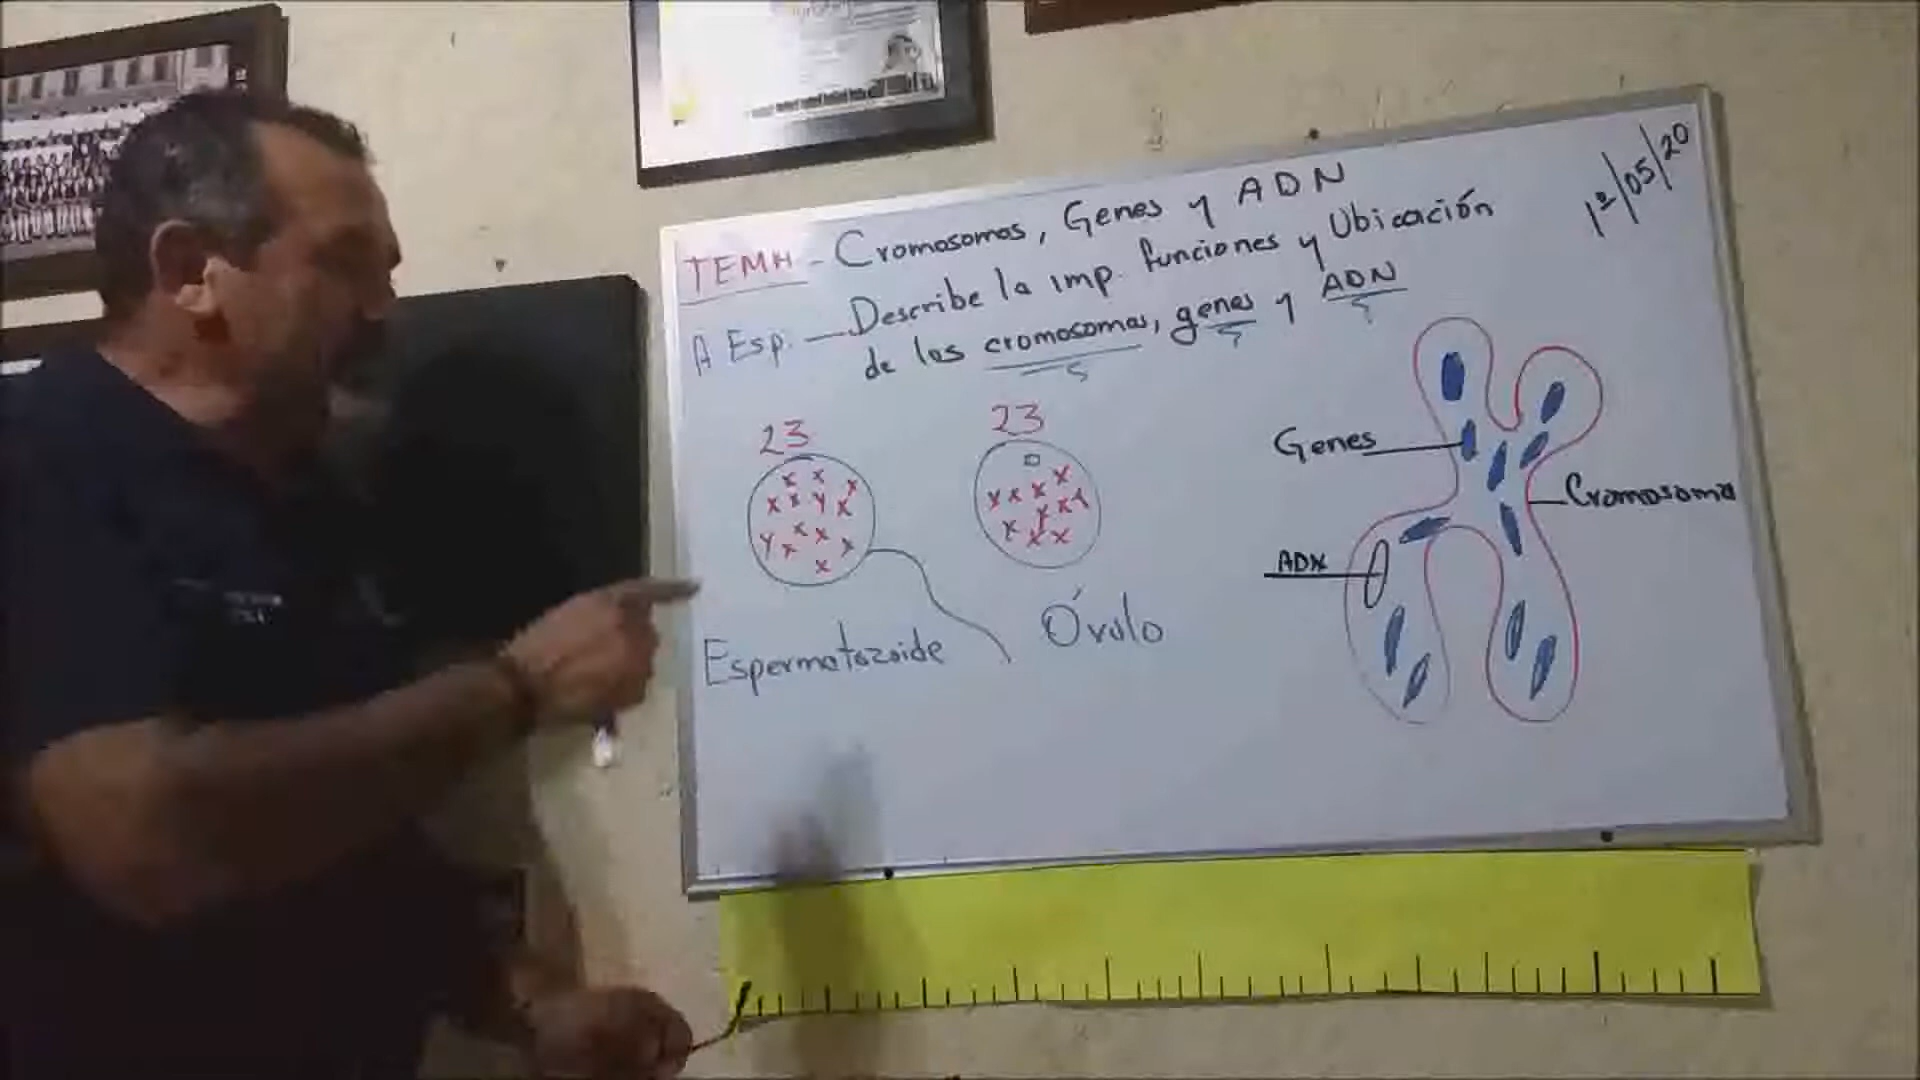 TEMA - Cromosomas, Genes y ADN
12/05/20
A Esp. — Describe la imp. funciones y Ubicación
de los cromosomas, genes y ADN
23
23
Genes
Cromosoma
ADN
Espermatozoide
Óvulo